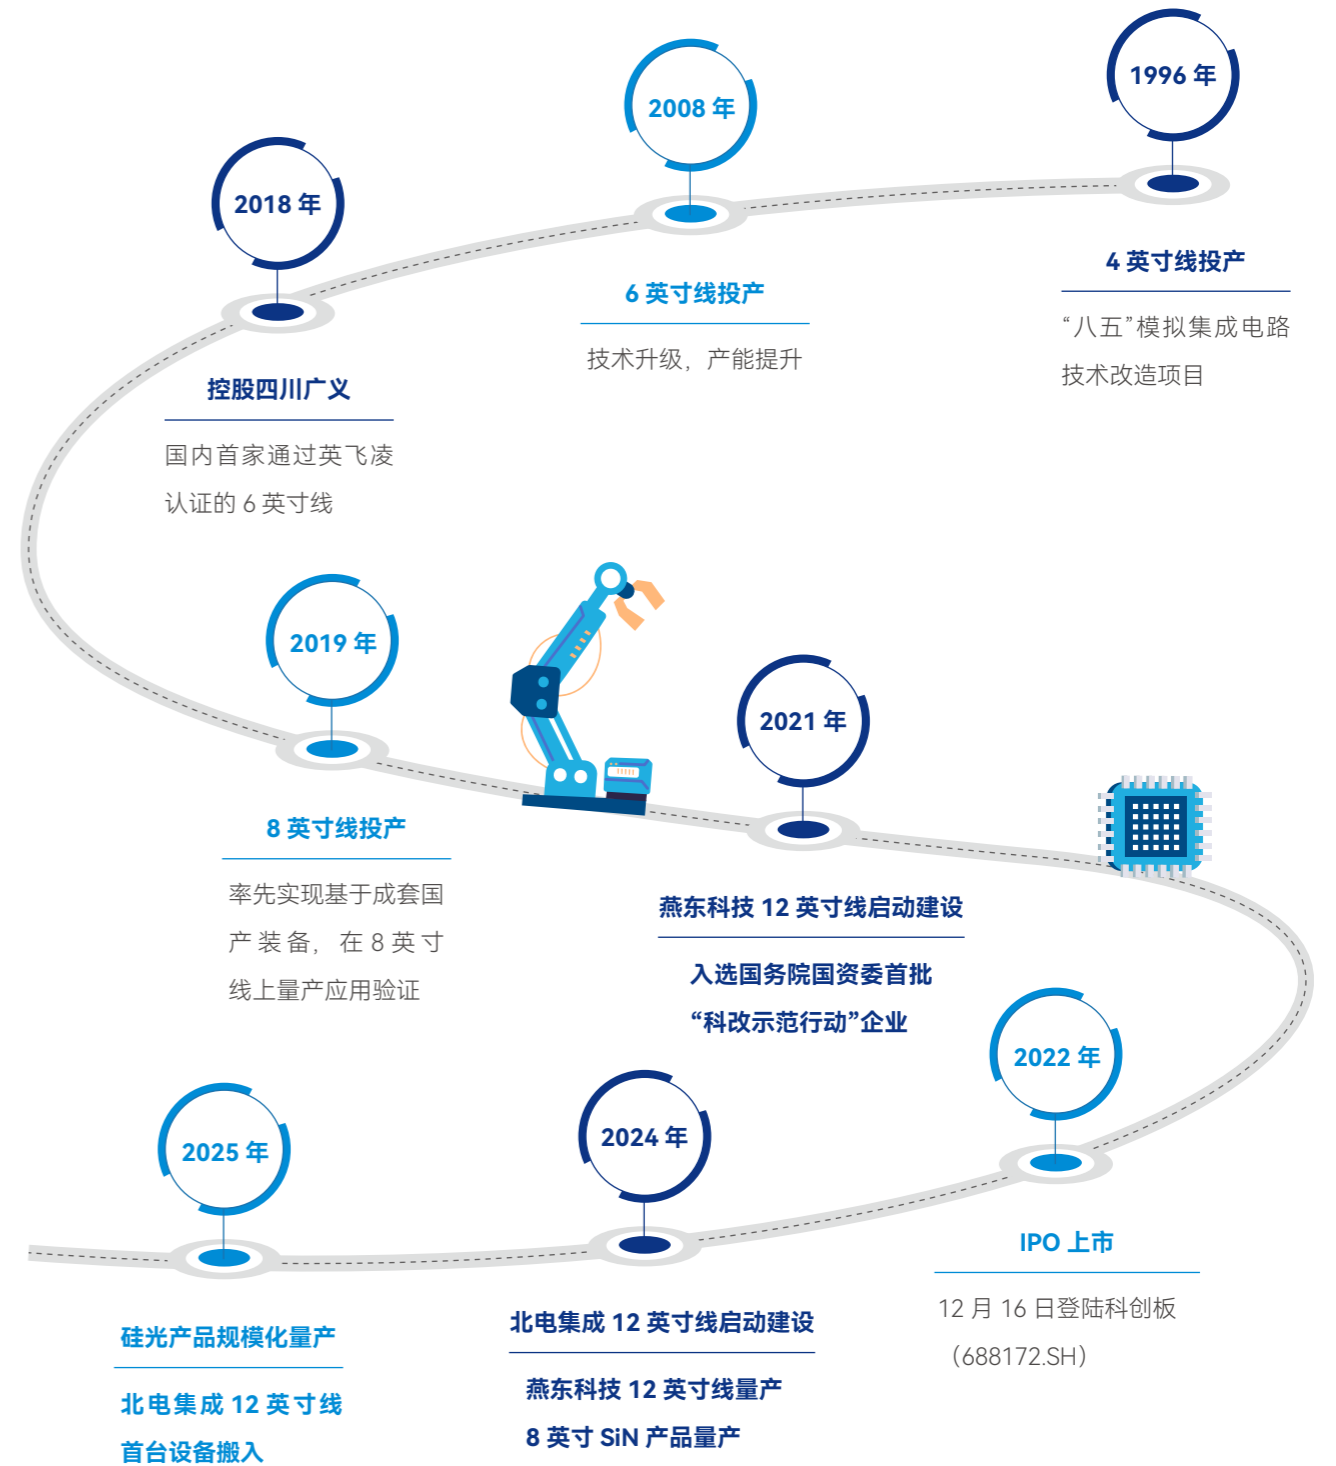 1996 年
4 英寸线投产
“八五”模拟集成电路
技术改造项目
2008 年
6 英寸线投产
技术升级，产能提升
2018 年
控股四川广义
国内首家通过英飞凌
认证的 6 英寸线
2019 年
8 英寸线投产
率先实现基于成套国
产装备，在 8 英寸
线上量产应用验证
2021 年
燕东科技 12 英寸线启动建设
入选国务院国资委首批
“科改示范行动”企业
2022 年
IPO 上市
12 月 16 日登陆科创板
（688172.SH）
2024 年
北电集成 12 英寸线启动建设
燕东科技 12 英寸线量产
8 英寸 SiN 产品量产
2025 年
硅光产品规模化量产
北电集成 12 英寸线
首台设备搬入